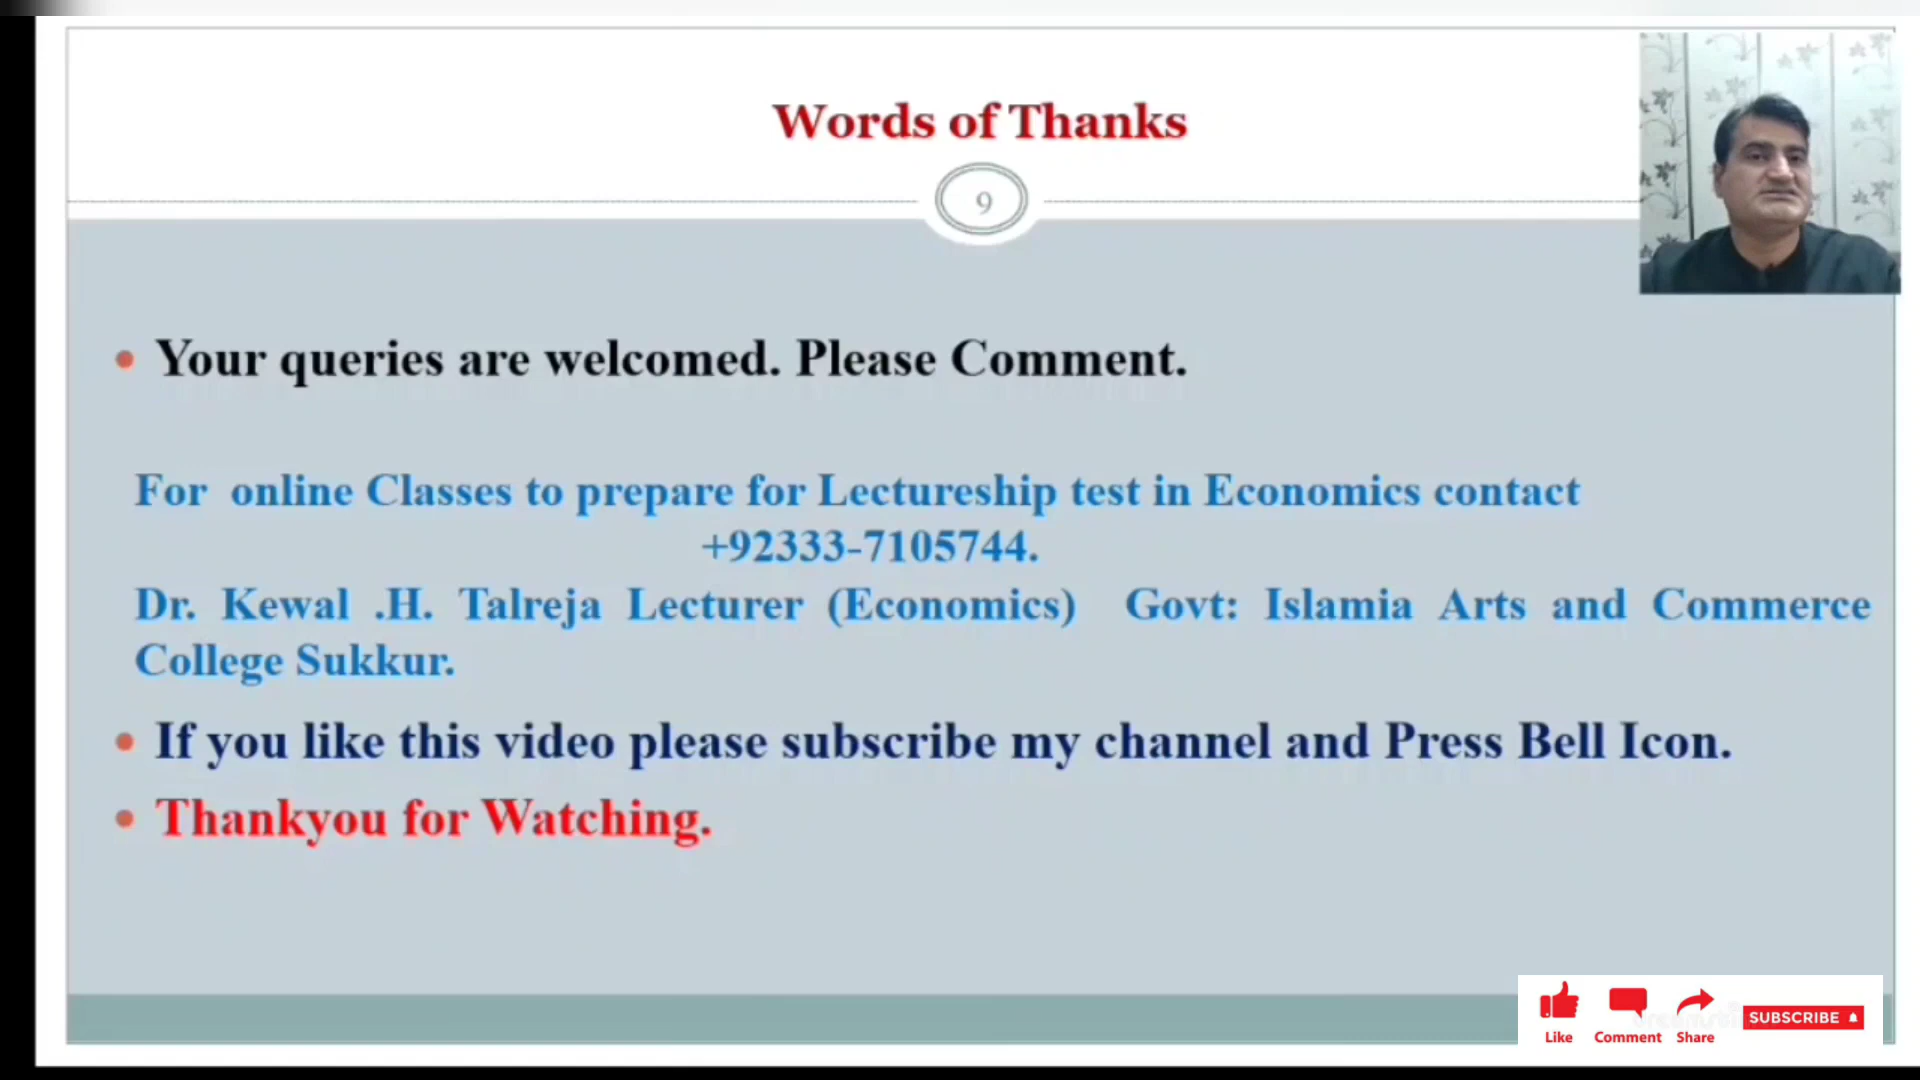 Words of Thanks
9
• Your queries are welcomed. Please Comment.
For online Classes to prepare for Lectureship test in Economics contact
+92333-7105744.
Dr. Kewal .H. Talreja Lecturer (Economics) Govt: Islamia Arts and Commerce
College Sukkur.
• If you like this video please subscribe my channel and Press Bell Icon.
• Thankyou for Watching.
Like Comment Share SUBSCRIBE